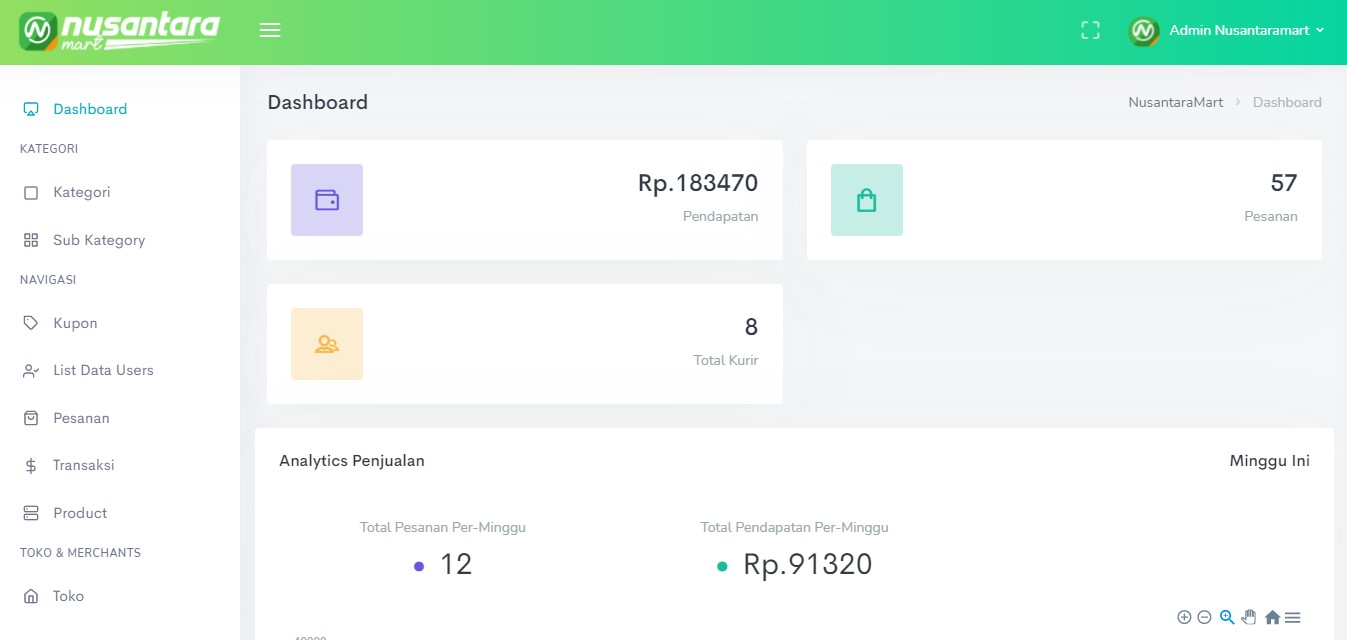 nusantara
mart
Admin Nusantaramart
Dashboard
KATEGORI
Kategori
Sub Kategory
NAVIGASI
Kupon
List Data Users
Pesanan
Transaksi
Product
TOKO & MERCHANTS
Toko
Dashboard
NusantaraMart > Dashboard
Rp.183470
Pendapatan
57
Pesanan
8
Total Kurir
Analytics Penjualan
Minggu Ini
Total Pesanan Per-Minggu
12
Total Pendapatan Per-Minggu
Rp.91320